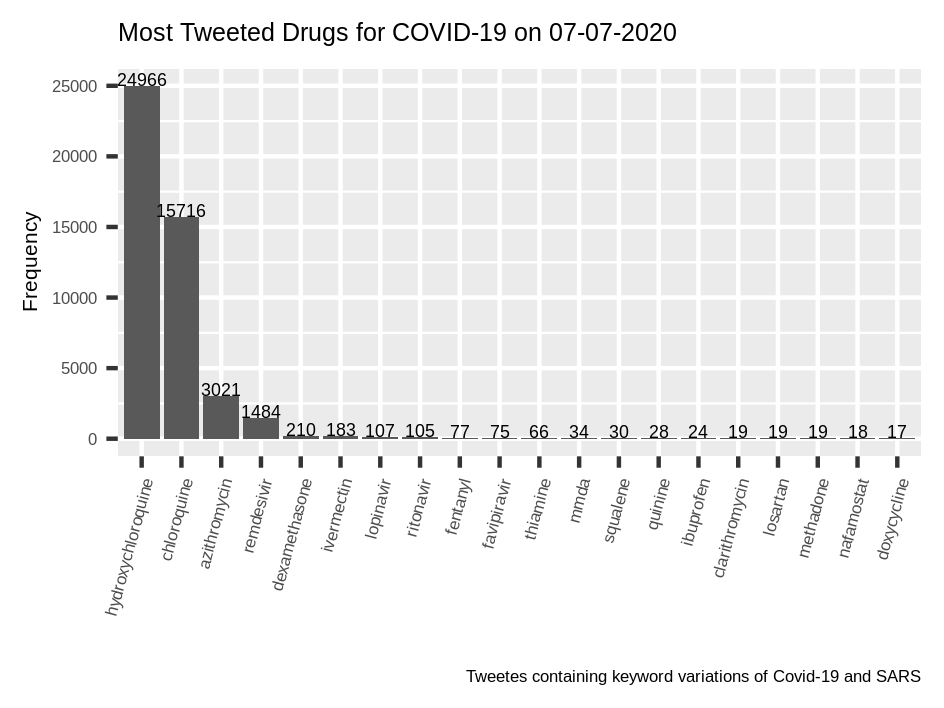 Most Tweeted Drugs for COVID-19 on 07-07-2020
Frequency
25000
20000
15000
10000
5000
0
24966
15716
3021
1484
210
183
107
105
77
75
66
34
30
28
24
19
19
19
18
17
hydroxychloroquine
chloroquine
azithromycin
remdesivir
dexamethasone
ivermectin
lopinavir
ritonavir
fentanyl
favipiravir
thiamine
mmda
squalene
quinine
ibuprofen
clarithromycin
losartan
methadone
nafamostat
doxycycline
Tweetes containing keyword variations of Covid-19 and SARS